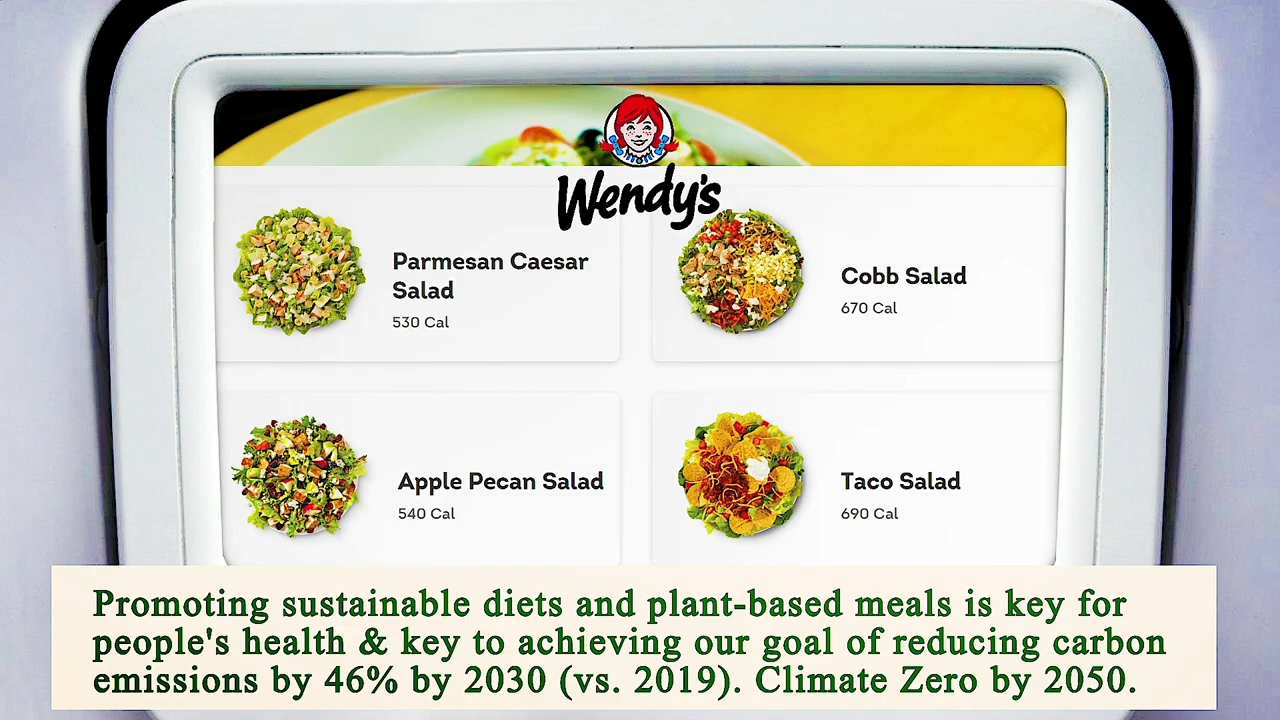 Wendy's
Parmesan Caesar
Salad
530 Cal
Cobb Salad
670 Cal
Apple Pecan Salad
540 Cal
Taco Salad
690 Cal
Promoting sustainable diets and plant-based meals is key for
people's health & key to achieving our goal of reducing carbon
emissions by 46% by 2030 (vs. 2019). Climate Zero by 2050.